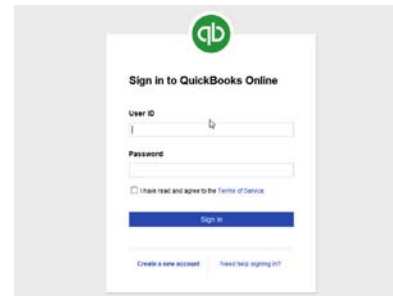 qb
Sign in to QuickBooks Online
User ID
Password
I have read and agree to the Terms of Service.
Sign In
Create a new account
Need help signing in?